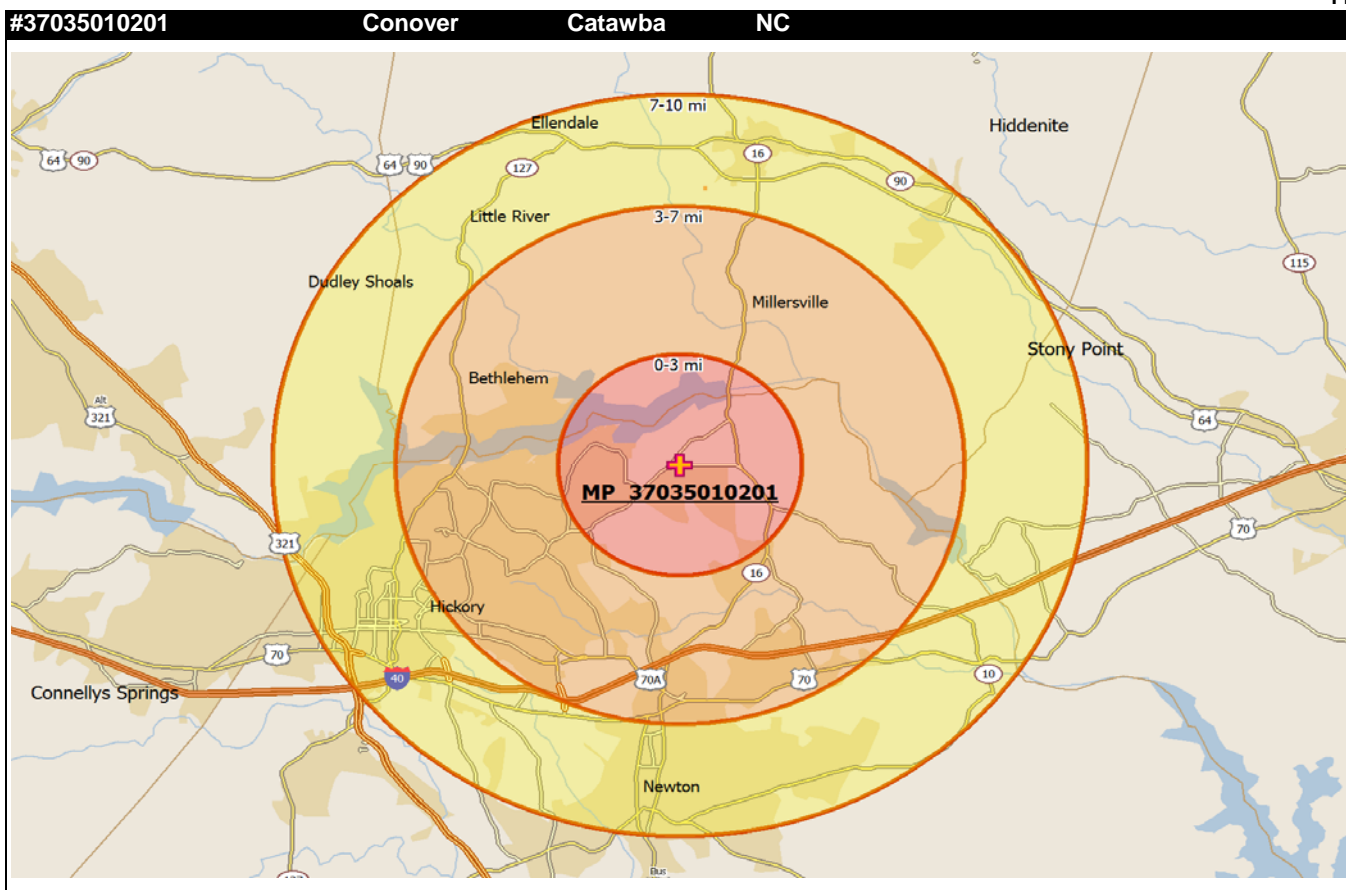 #37035010201 Conover Catawba NC
7-10 mi
Ellendale
Hiddenite
64 90
64 90
127
16
90
Little River
3-7 mi
115
Dudley Shoals
Millersville
Stony Point
0-3 mi
Bethlehem
Alt
321
64
MP 37035010201
70
321
16
Hickory
70
40
70A
70
10
Connellys Springs
Newton
Bus